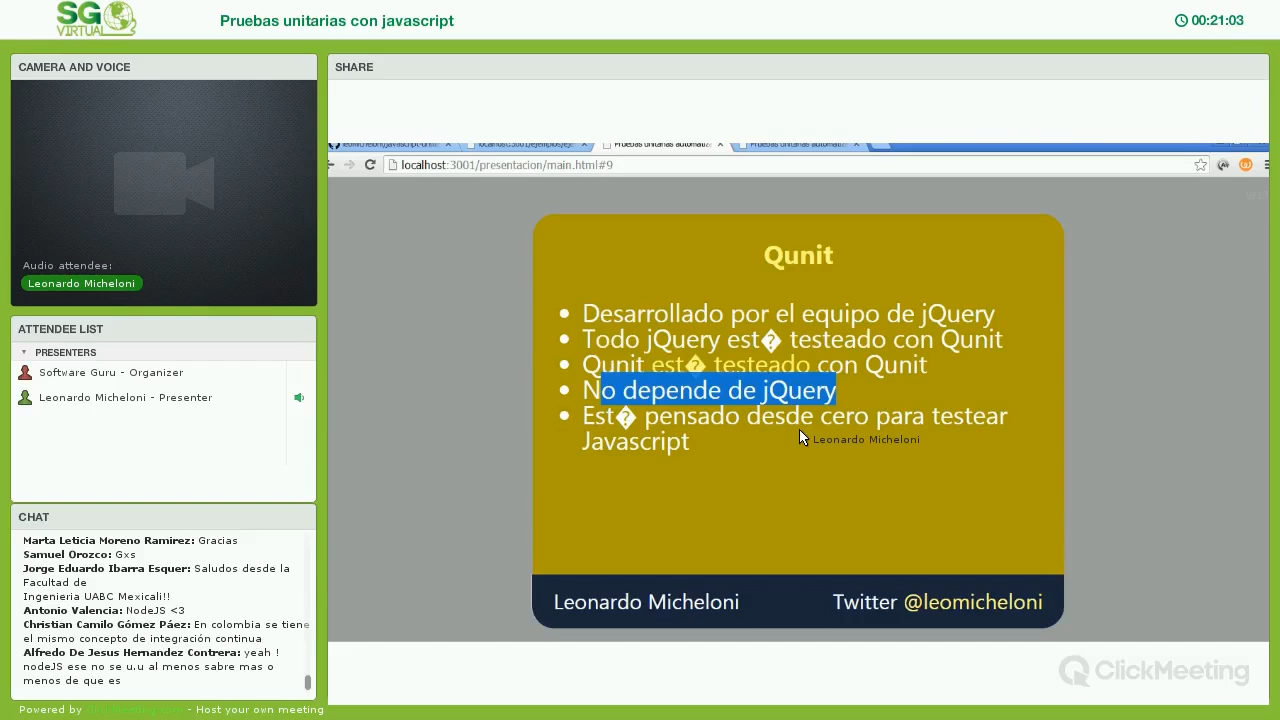 SG
VIRTUAL
Pruebas unitarias con javascript
00:21:03
CAMERA AND VOICE
Audio attendee:
Leonardo Micheloni
ATTENDEE LIST
PRESENTERS
Software Guru - Organizer
Leonardo Micheloni - Presenter
CHAT
Marta Leticia Moreno Ramirez: Gracias
Samuel Orozco: Gxs
Jorge Eduardo Ibarra Esquer: Saludos desde la
Facultad de
Ingenieria UABC Mexicali!!
Antonio Valencia: NodeJS <3
Christian Camilo Gómez Páez: En colombia se tiene
el mismo concepto de integración continua
Alfredo De Jesus Hernandez Contrera: yeah !
nodeJS ese no se u.u al menos sabre mas o
menos de que es
Powered by ClickMeeting.com - Host your own meeting
SHARE
localhost:3001/presentacion/main.html#9
Qunit
• Desarrollado por el equipo de jQuery
• Todo jQuery est� testeado con Qunit
• Qunit est� testeado con Qunit
• No depende de jQuery
• Est� pensado desde cero para testear
Javascript
Leonardo Micheloni
Leonardo Micheloni
Twitter @leomicheloni
ClickMeeting